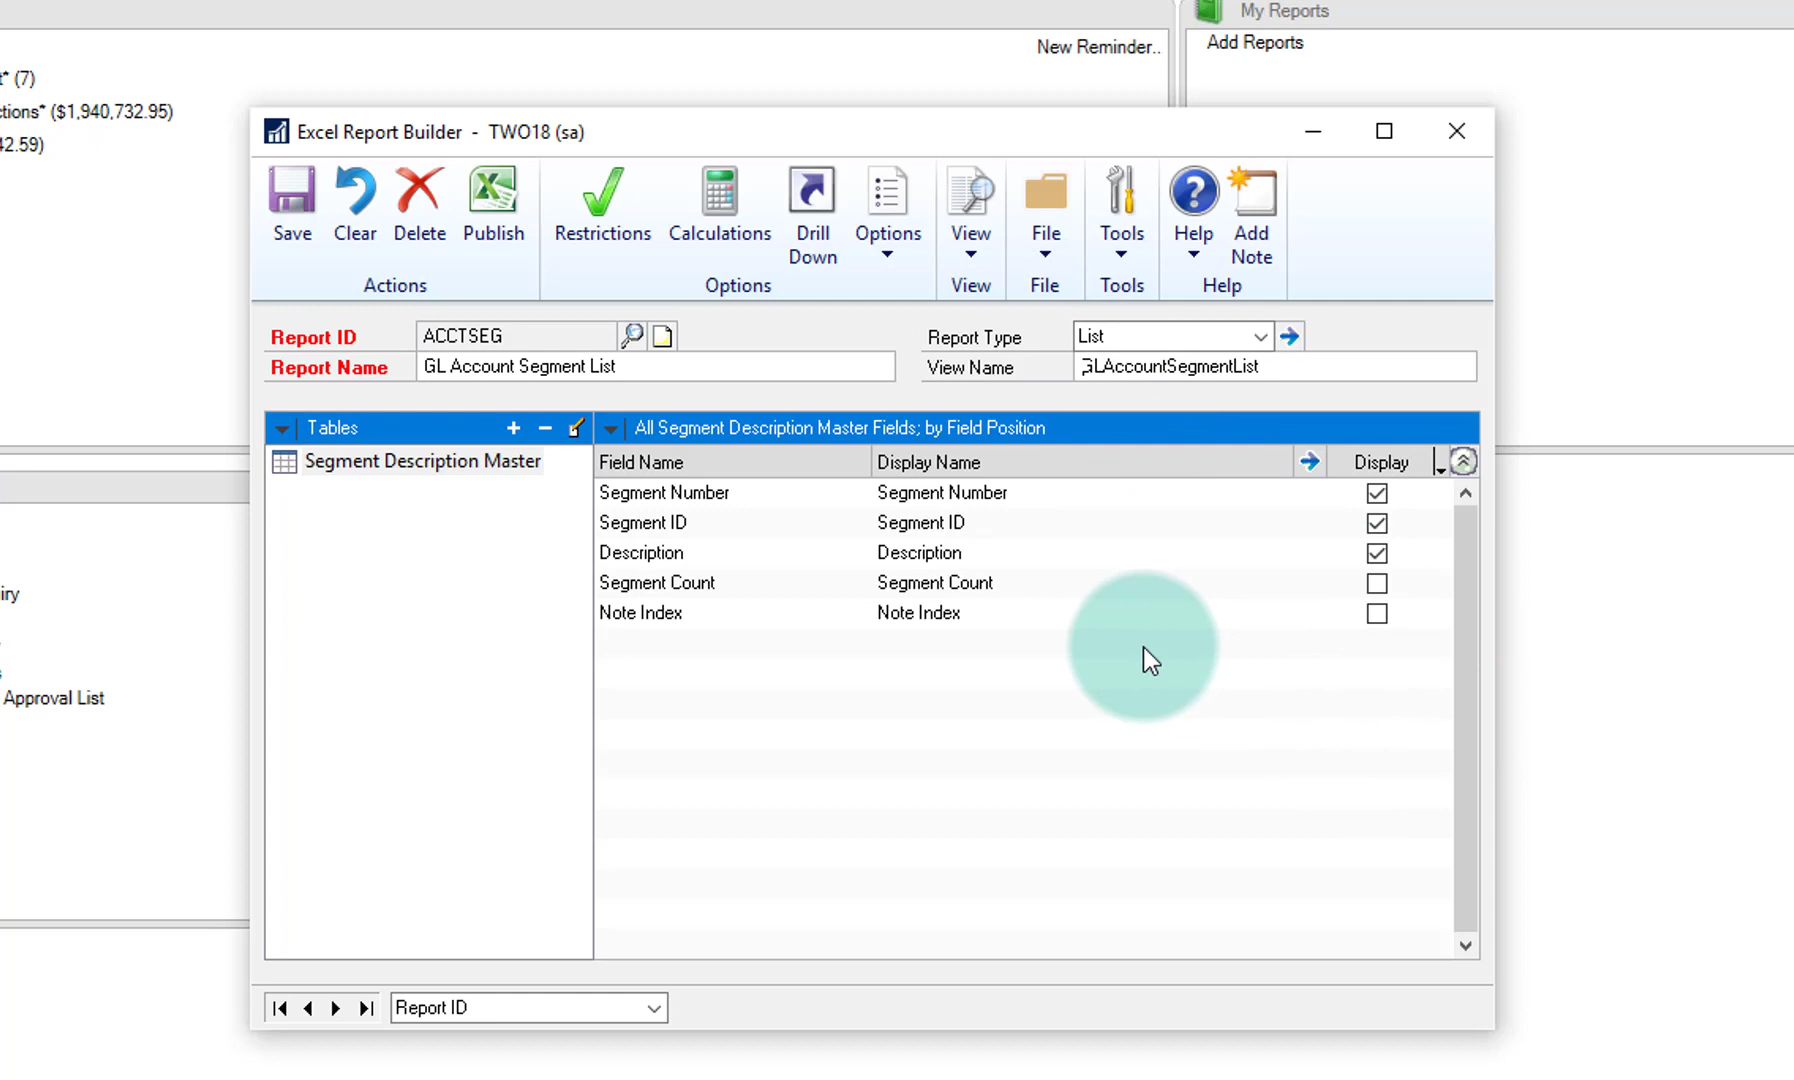 My Reports
New Reminder..
Add Reports
t* (7)
ctions* ($1,940,732.95)
42.59)
Excel Report Builder - TWO18 (sa)
Save Clear Delete Publish Restrictions Calculations Drill Down Options View File Tools Help Add Note
Actions Options View File Tools Help
Report ID ACCTSEG Report Type List
Report Name GL Account Segment List View Name GLAccountSegmentList
Tables + − All Segment Description Master Fields; by Field Position
Segment Description Master Field Name Display Name Display
Segment Number Segment Number
Segment ID Segment ID
Description Description
Segment Count Segment Count
Note Index Note Index
iry
Approval List
Report ID